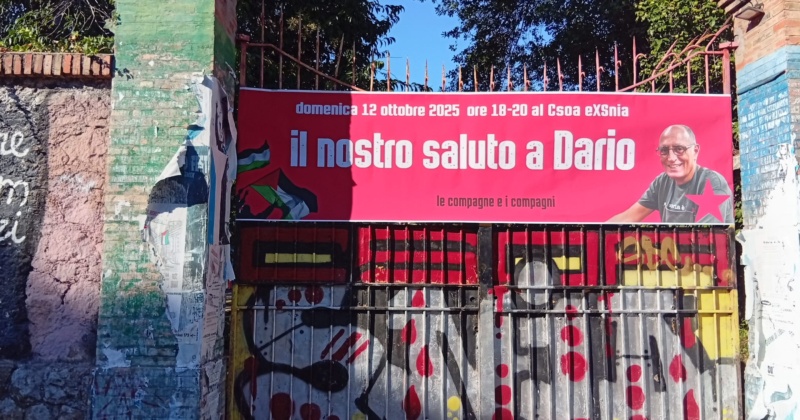 domenica 12 ottobre 2025 ore 18-20 al Csoa eXSnia
il nostro saluto a Dario
le compagne e i compagni